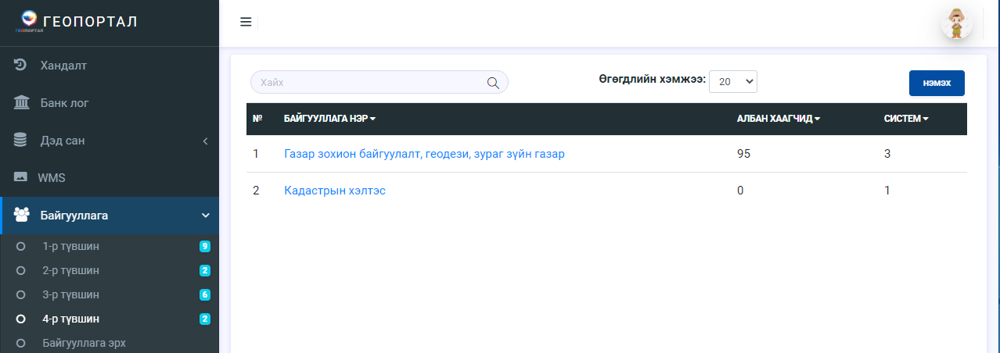 ГЕОПОРТАЛ
ГЕОПОРТАЛ
Хандалт
Банк лог
Дэд сан
WMS
Байгууллага
1-р түвшин 9
2-р түвшин 2
3-р түвшин 6
4-р түвшин 2
Байгууллага эрх
Хайх
Өгөгдлийн хэмжээ: 20
нэмэх
№ БАЙГУУЛЛАГА НЭР АЛБАН ХААГЧИД СИСТЕМ
1 Газар зохион байгуулалт, геодези, зураг зүйн газар 95 3
2 Кадастрын хэлтэс 0 1